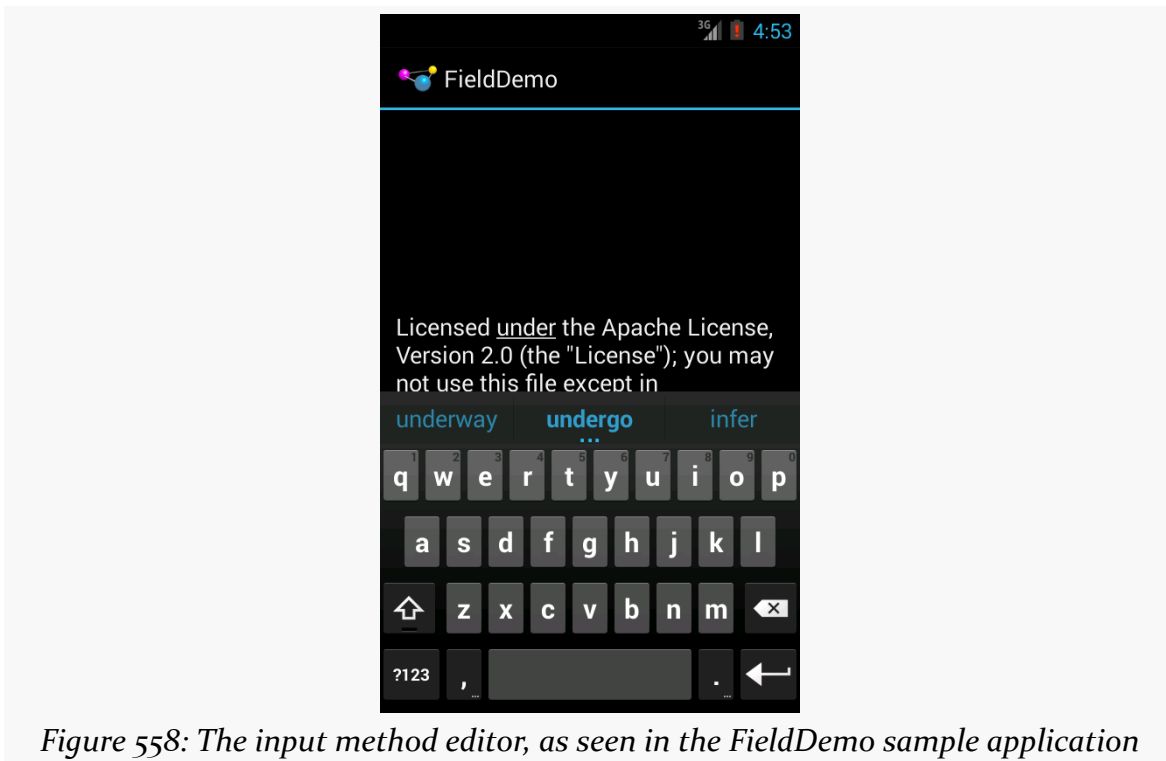 3G 4:53
FieldDemo
Licensed under the Apache License,
Version 2.0 (the "License"); you may
not use this file except in
underway undergo infer
...
1 2 3 4 5 6 7 8 9 0
q w e r t y u i o p
a s d f g h j k l
z x c v b n m
?123 , ... . ...
Figure 558: The input method editor, as seen in the FieldDemo sample application